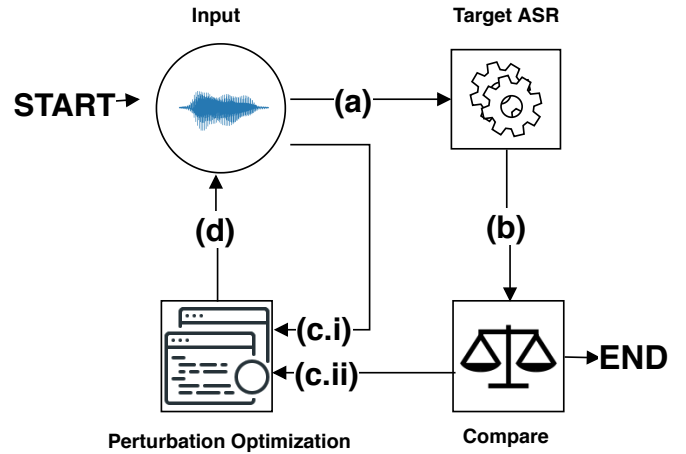 Input
Target ASR
START
(a)
(d)
(b)
(c.i)
(c.ii)
END
Perturbation Optimization
Compare